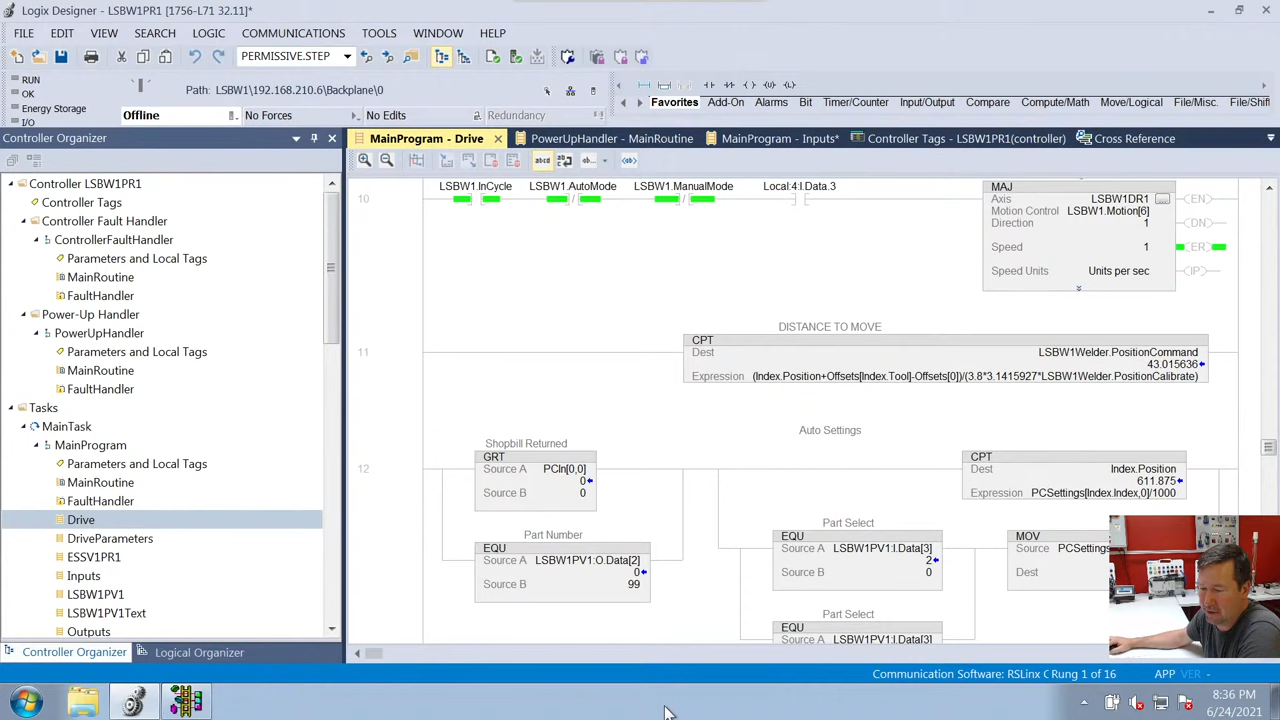 Logix Designer - LSBW1PR1 [1756-L71 32.11]*
FILE EDIT VIEW SEARCH LOGIC COMMUNICATIONS TOOLS WINDOW HELP
PERMISSIVE.STEP
RUN
OK
Energy Storage
I/O
Path: LSBW1\192.168.210.6\Backplane\0
Offline
No Forces
No Edits
Redundancy
Favorites Add-On Alarms Bit Timer/Counter Input/Output Compare Compute/Math Move/Logical File/Misc. File/Shift
Controller Organizer
MainProgram - Drive
PowerUpHandler - MainRoutine
MainProgram - Inputs*
Controller Tags - LSBW1PR1(controller)
Cross Reference
Controller LSBW1PR1
Controller Tags
Controller Fault Handler
ControllerFaultHandler
Parameters and Local Tags
MainRoutine
FaultHandler
Power-Up Handler
PowerUpHandler
Parameters and Local Tags
MainRoutine
FaultHandler
Tasks
MainTask
MainProgram
Parameters and Local Tags
MainRoutine
FaultHandler
Drive
DriveParameters
ESSV1PR1
Inputs
LSBW1PV1
LSBW1PV1Text
Outputs
Controller Organizer
Logical Organizer
10
LSBW1.InCycle
LSBW1.AutoMode
LSBW1.ManualMode
Local:4:I.Data.3
MAJ
Axis LSBW1DR1 ...
Motion Control LSBW1.Motion[6]
Direction 1
Speed 1
Speed Units Units per sec
EN
DN
ER
IP
11
DISTANCE TO MOVE
CPT
Dest LSBW1Welder.PositionCommand
43.015636
Expression (Index.Position+Offsets[Index.Tool]-Offsets[0])/(3.8*3.1415927*LSBW1Welder.PositionCalibrate)
Auto Settings
12
Shopbill Returned
GRT
Source A PCIn[0,0]
0
Source B 0
Part Number
EQU
Source A LSBW1PV1:O.Data[2]
0
Source B 99
CPT
Dest Index.Position
611.875
Expression PCSettings[Index.Index,0]/1000
Part Select
EQU
Source A LSBW1PV1:I.Data[3]
2
Source B 0
MOV
Source PCSettings
Dest
Part Select
EQU
Source A LSBW1PV1:I.Data[3]
Communication Software: RSLinx C Rung 1 of 16 APP VER -
8:36 PM
6/24/2021